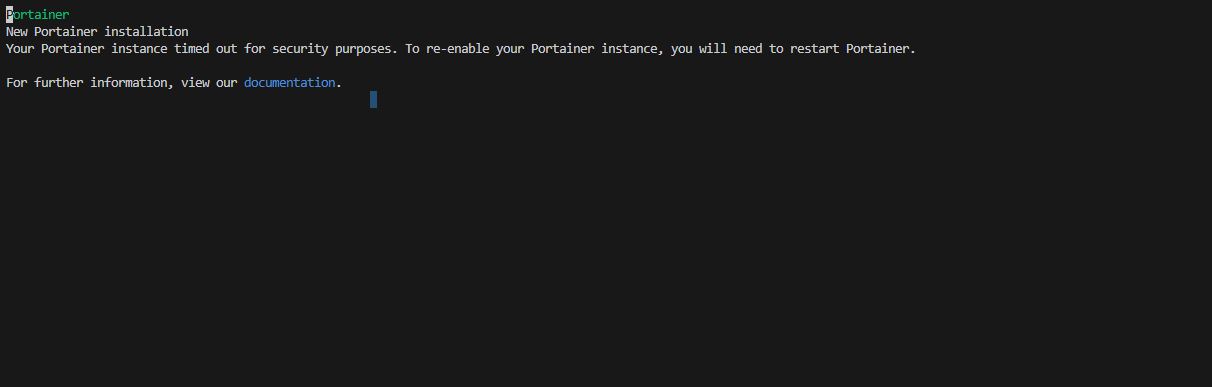 Portainer
New Portainer installation
Your Portainer instance timed out for security purposes. To re-enable your Portainer instance, you will need to restart Portainer.
For further information, view our documentation.